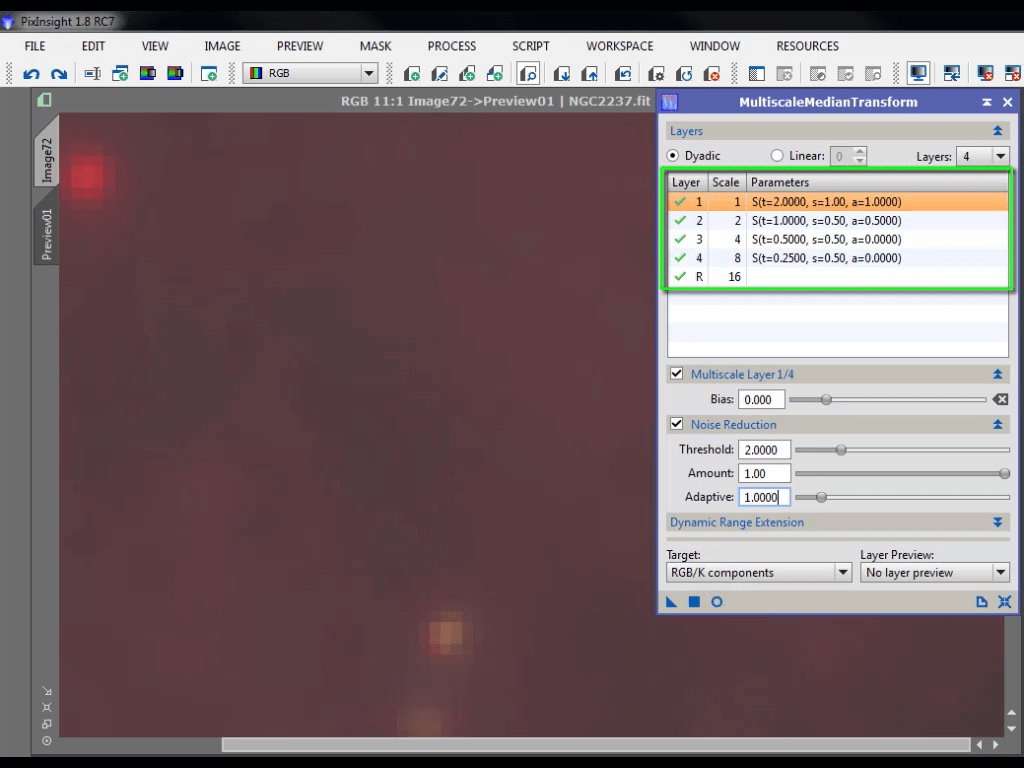 PixInsight 1.8 RC7
FILE EDIT VIEW IMAGE PREVIEW MASK PROCESS SCRIPT WORKSPACE WINDOW RESOURCES
RGB
RGB 11:1 Image72->Preview01 | NGC2237.fit
Image72
Preview01
MultiscaleMedianTransform
Layers
Dyadic Linear: 0 Layers: 4
Layer Scale Parameters
1 1 S(t=2.0000, s=1.00, a=1.0000)
2 2 S(t=1.0000, s=0.50, a=0.5000)
3 4 S(t=0.5000, s=0.50, a=0.0000)
4 8 S(t=0.2500, s=0.50, a=0.0000)
R 16
Multiscale Layer 1/4
Bias: 0.000
Noise Reduction
Threshold: 2.0000
Amount: 1.00
Adaptive: 1.0000
Dynamic Range Extension
Target: Layer Preview:
RGB/K components No layer preview